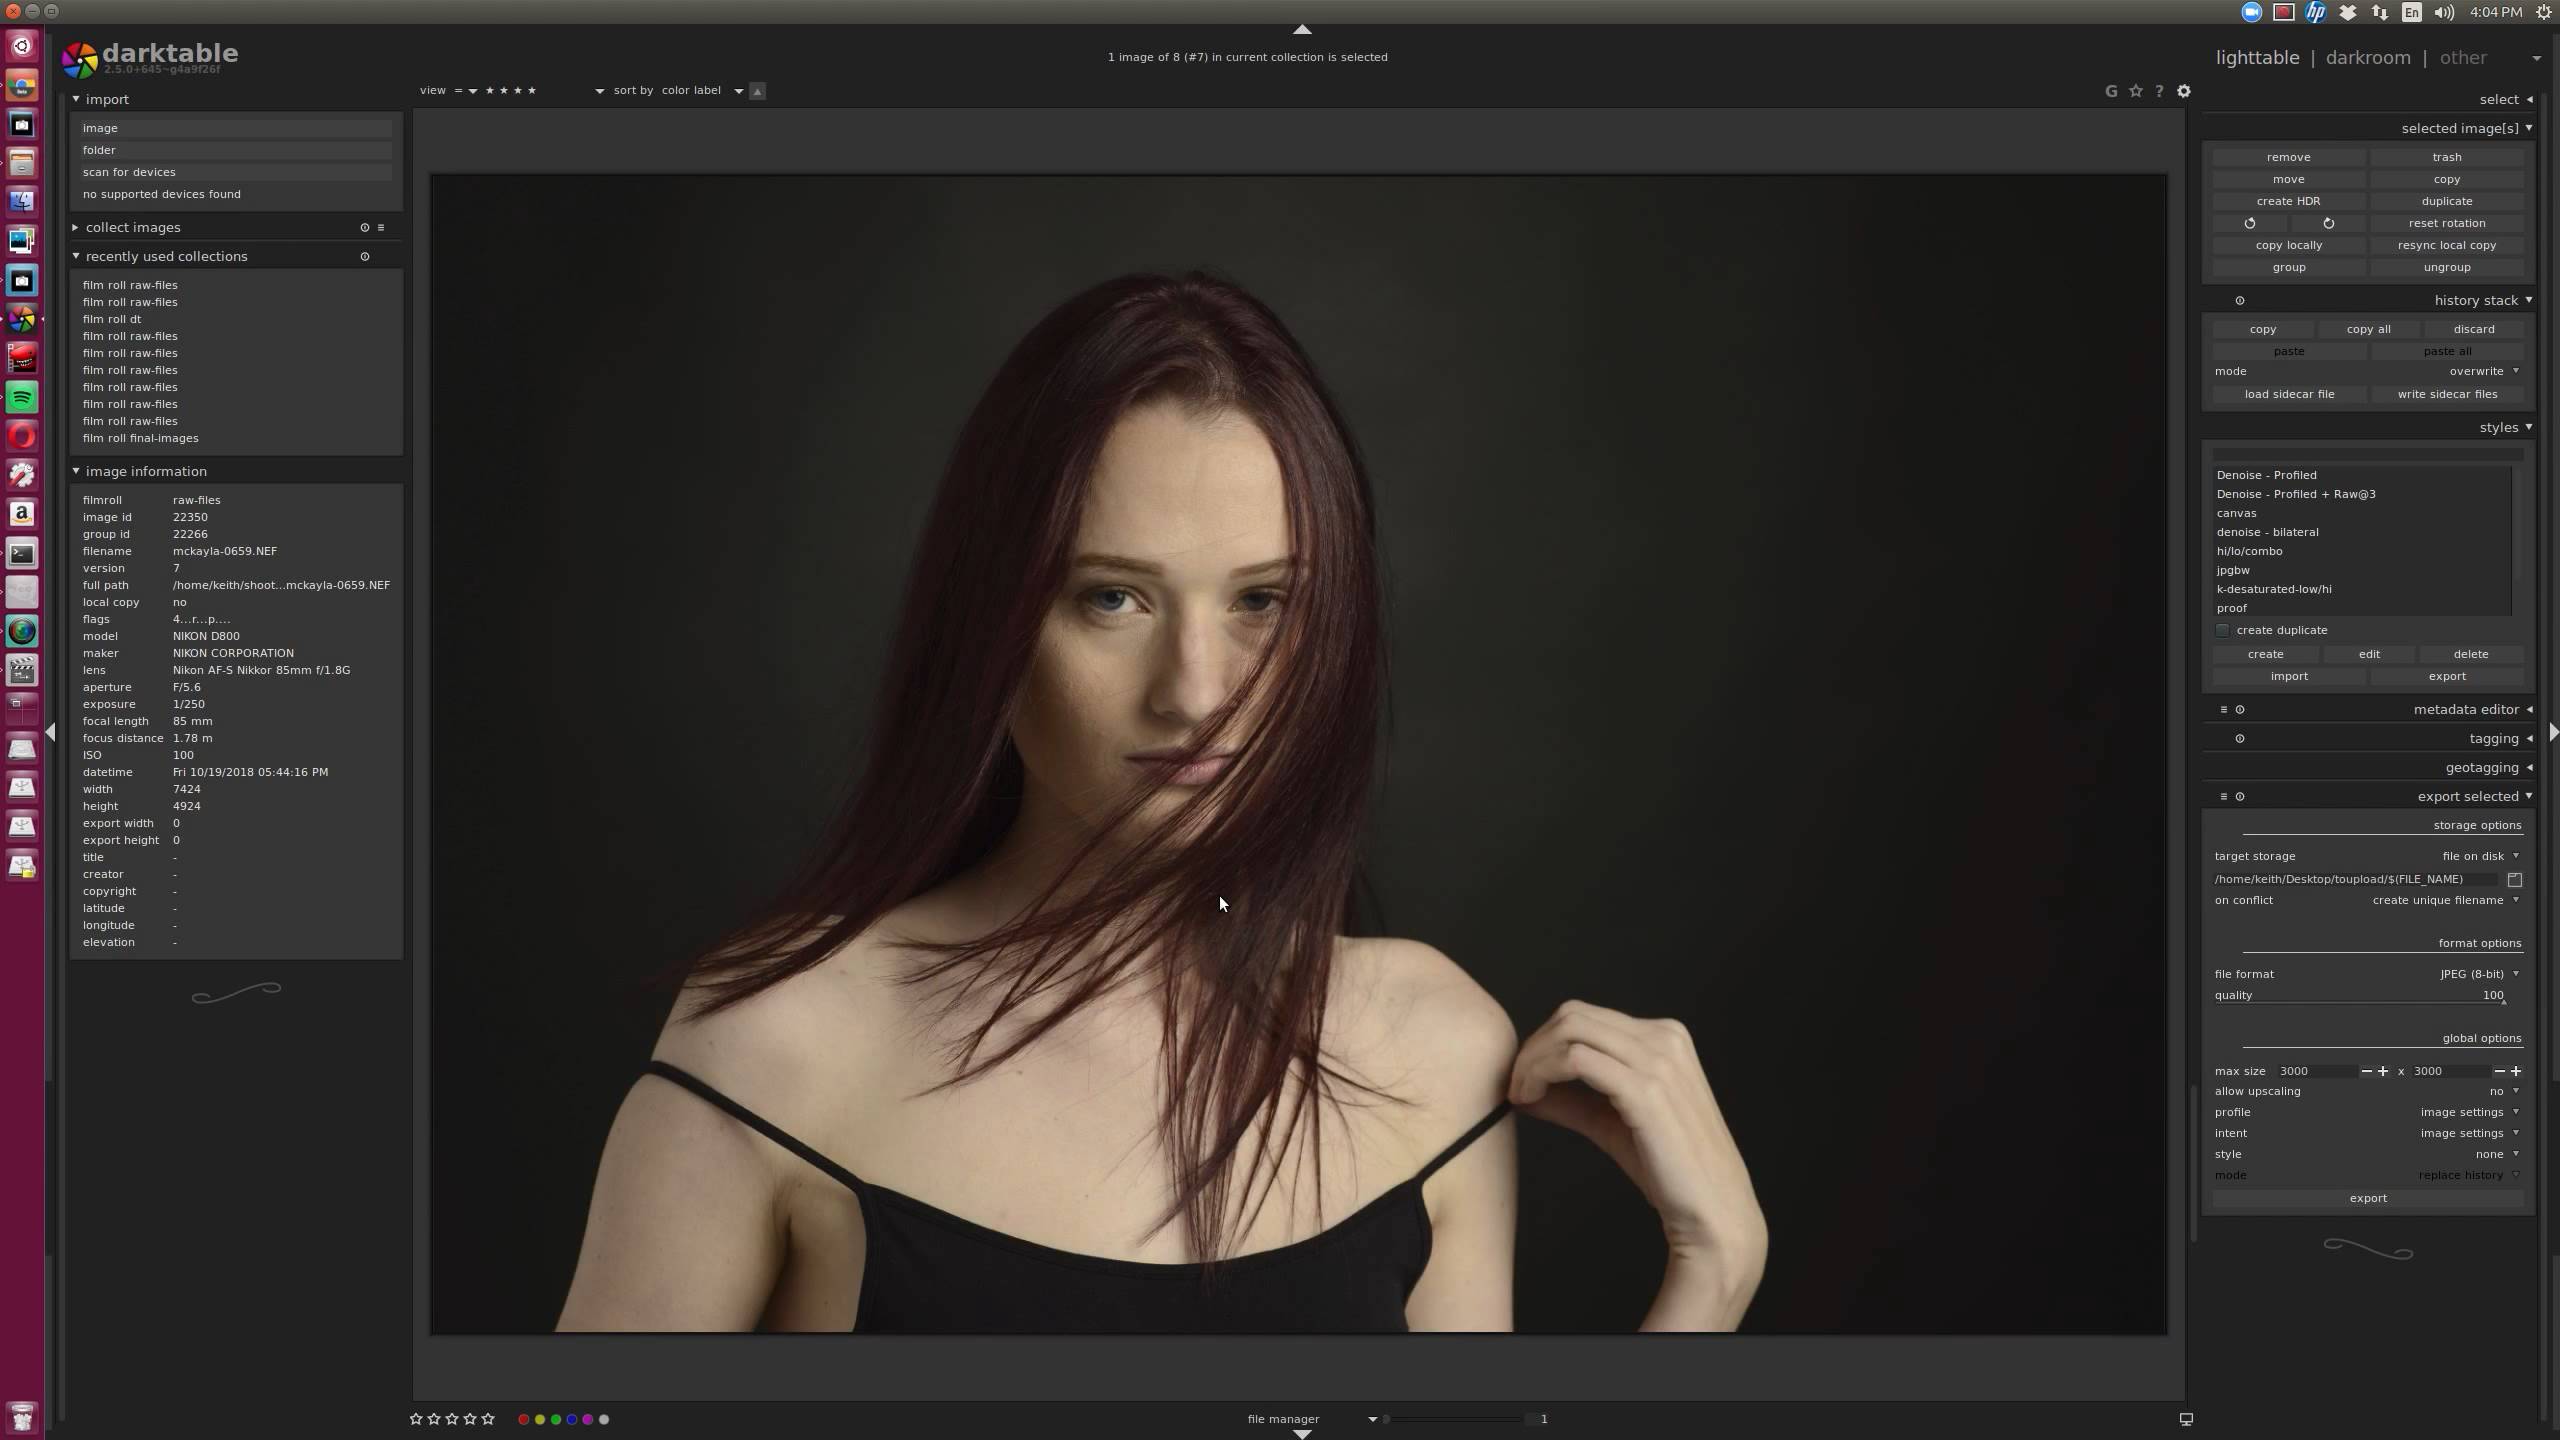 En 4:04 PM
darktable
2.5.0+645~g4a9f26f
1 image of 8 (#7) in current collection is selected
lighttable | darkroom | other
view = ★ ★ ★ ★ sort by color label
G ☆ ?
import
image
folder
scan for devices
no supported devices found
collect images
recently used collections
film roll raw-files
film roll raw-files
film roll dt
film roll raw-files
film roll raw-files
film roll raw-files
film roll raw-files
film roll raw-files
film roll raw-files
film roll final-images
image information
filmroll raw-files
image id 22350
group id 22266
filename mckayla-0659.NEF
version 7
full path /home/keith/shoot...mckayla-0659.NEF
local copy no
flags 4...r...p....
model NIKON D800
maker NIKON CORPORATION
lens Nikon AF-S Nikkor 85mm f/1.8G
aperture F/5.6
exposure 1/250
focal length 85 mm
focus distance 1.78 m
ISO 100
datetime Fri 10/19/2018 05:44:16 PM
width 7424
height 4924
export width 0
export height 0
title -
creator -
copyright -
latitude -
longitude -
elevation -
file manager 1
select
selected image[s]
remove trash
move copy
create HDR duplicate
reset rotation
copy locally resync local copy
group ungroup
history stack
copy copy all discard
paste paste all
mode overwrite
load sidecar file write sidecar files
styles
Denoise - Profiled
Denoise - Profiled + Raw@3
canvas
denoise - bilateral
hi/lo/combo
jpgbw
k-desaturated-low/hi
proof
create duplicate
create edit delete
import export
metadata editor
tagging
geotagging
export selected
storage options
target storage file on disk
/home/keith/Desktop/toupload/$(FILE_NAME)
on conflict create unique filename
format options
file format JPEG (8-bit)
quality 100
global options
max size 3000 x 3000
allow upscaling no
profile image settings
intent image settings
style none
mode replace history
export